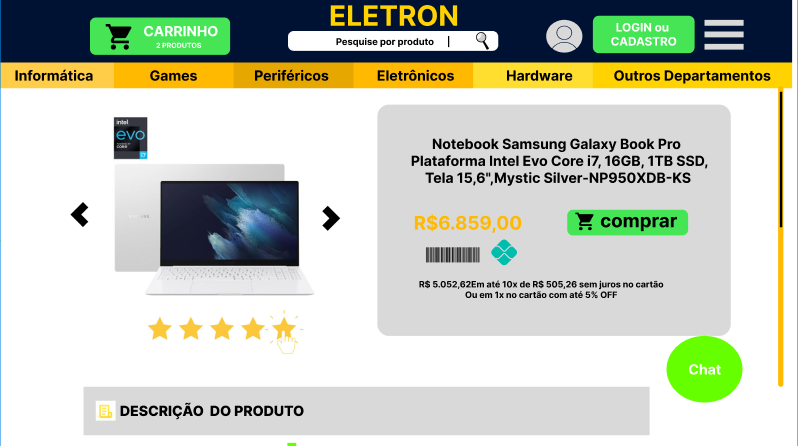 ELETRON
CARRINHO
2 PRODUTOS
Pesquise por produto
LOGIN ou
CADASTRO
Informática
Games
Periféricos
Eletrônicos
Hardware
Outros Departamentos
intel
evo
CORE
i7
Notebook Samsung Galaxy Book Pro
Plataforma Intel Evo Core i7, 16GB, 1TB SSD,
Tela 15,6",Mystic Silver-NP950XDB-KS
R$6.859,00
comprar
R$ 5.052,62Em até 10x de R$ 505,26 sem juros no cartão
Ou em 1x no cartão com até 5% OFF
Chat
DESCRIÇÃO DO PRODUTO